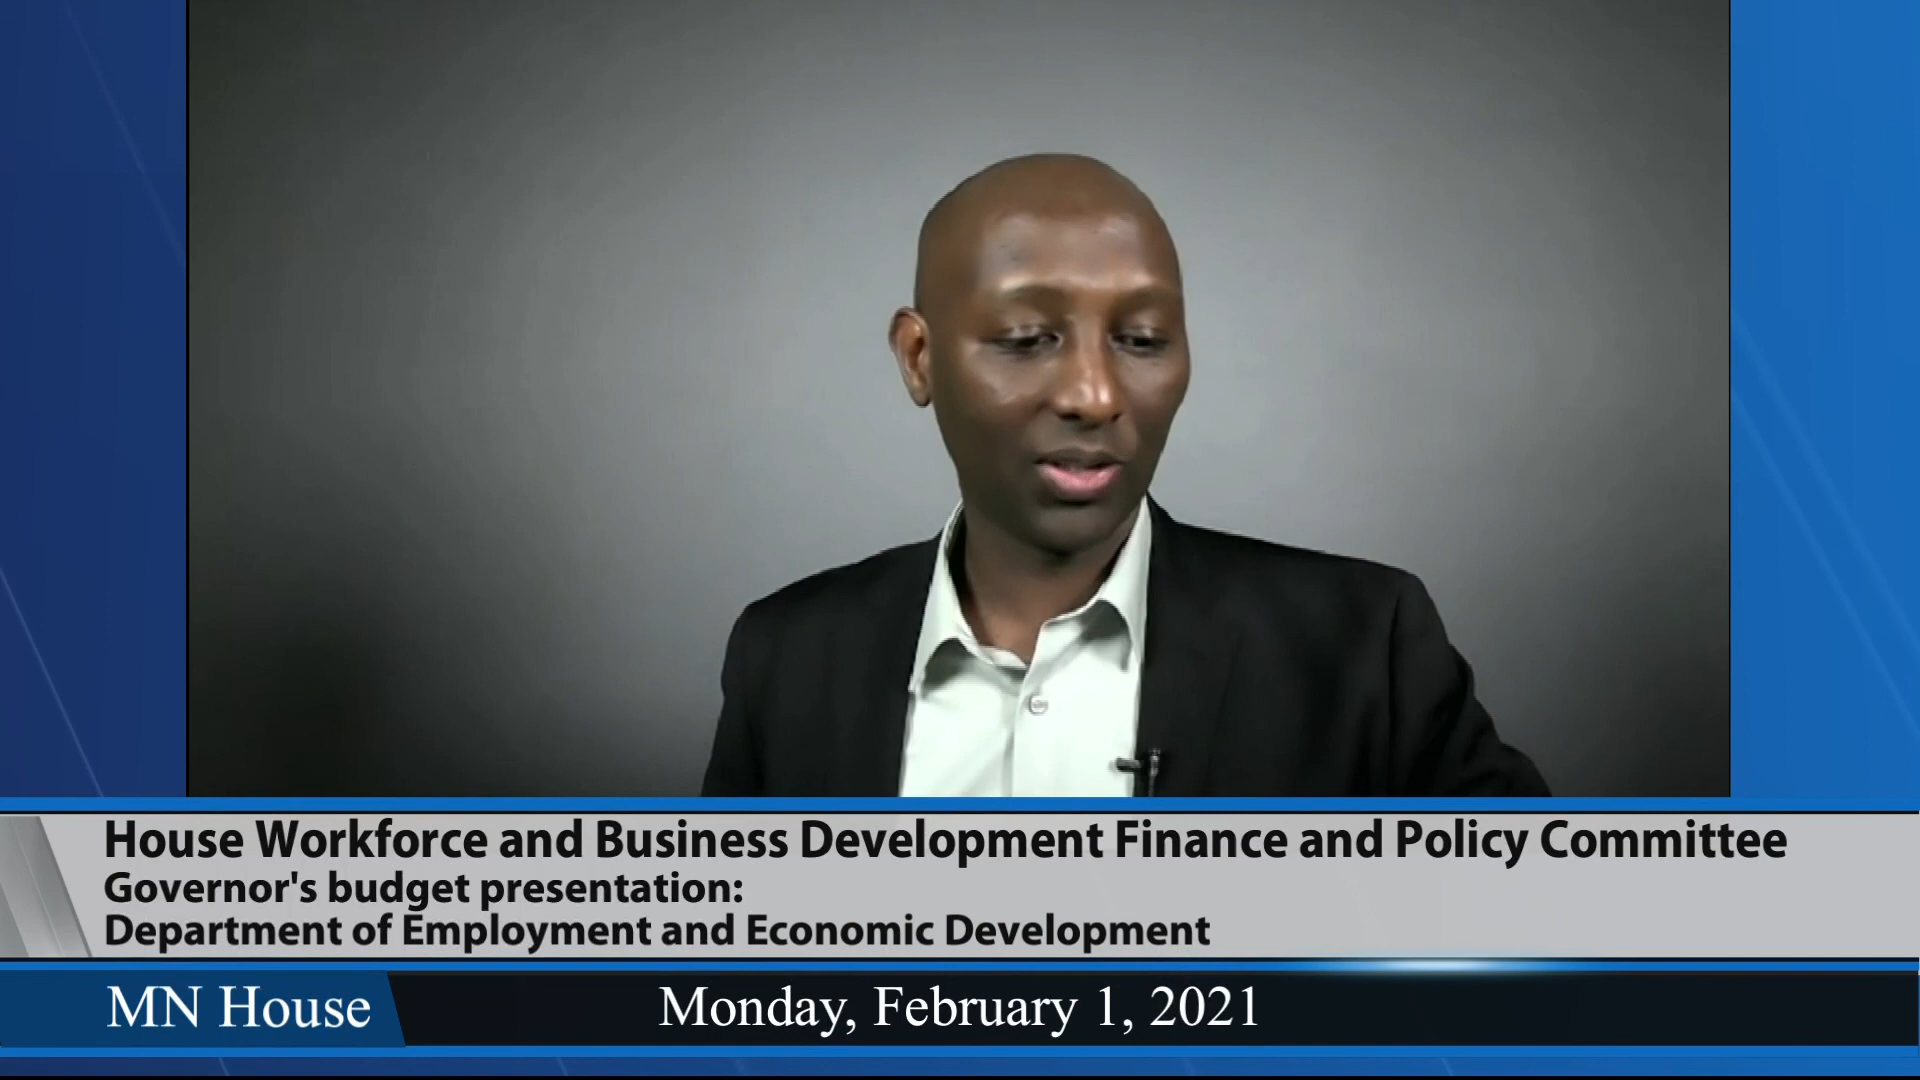 House Workforce and Business Development Finance and Policy Committee
Governor's budget presentation:
Department of Employment and Economic Development
MN House
Monday, February 1, 2021